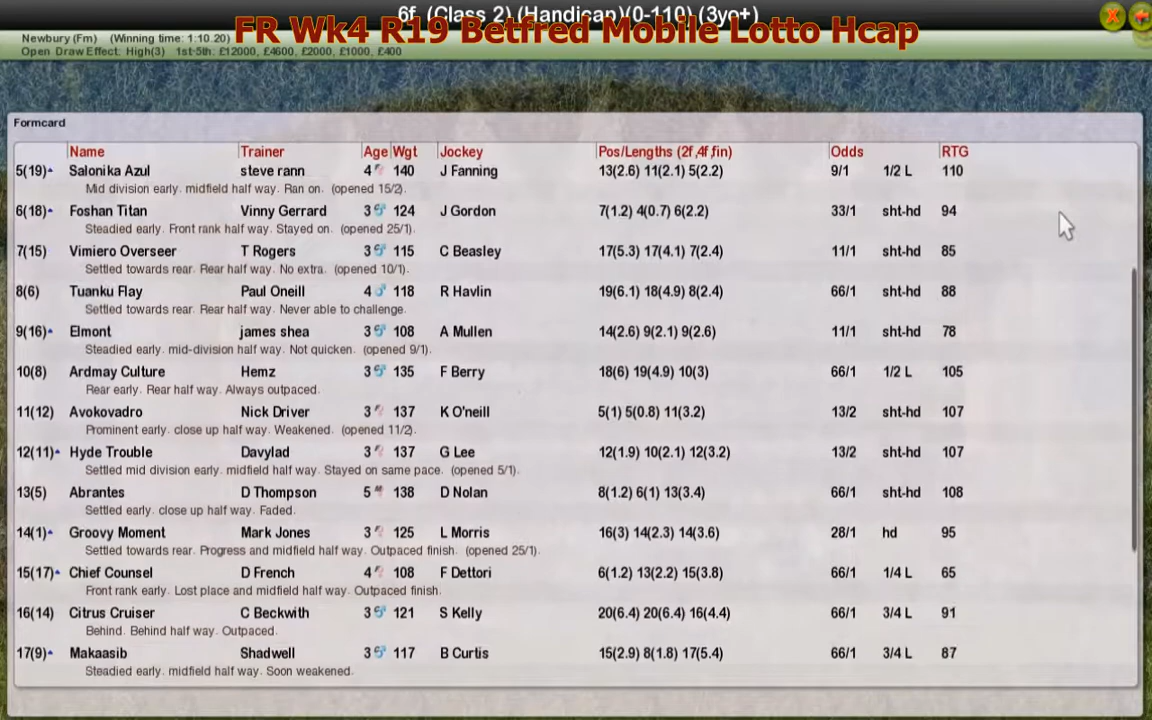 6f, (Class 2) (Handicap)(0-110) (3yo+)
FR Wk4 R19 Betfred Mobile Lotto Hcap
Newbury (Fm) (Winning time: 1:10.20)
Open Draw Effect: High(3) 1st-5th: £12000, £4600, £2000, £1000, £400
Formcard
Name Trainer Age Wgt Jockey Pos/Lengths (2f,4f,fin) Odds RTG
5(19) Salonika Azul steve rann 4 140 J Fanning 13(2.6) 11(2.1) 5(2.2) 9/1 1/2 L 110
Mid division early. midfield half way. Ran on. (opened 15/2).
6(18) Foshan Titan Vinny Gerrard 3 124 J Gordon 7(1.2) 4(0.7) 6(2.2) 33/1 sht-hd 94
Steadied early. Front rank half way. Stayed on. (opened 25/1).
7(15) Vimiero Overseer T Rogers 3 115 C Beasley 17(5.3) 17(4.1) 7(2.4) 11/1 sht-hd 85
Settled towards rear. Rear half way. No extra. (opened 10/1).
8(6) Tuanku Flay Paul Oneill 4 118 R Havlin 19(6.1) 18(4.9) 8(2.4) 66/1 sht-hd 88
Settled towards rear. Rear half way. Never able to challenge.
9(16) Elmont james shea 3 108 A Mullen 14(2.6) 9(2.1) 9(2.6) 11/1 sht-hd 78
Steadied early. mid-division half way. Not quicken. (opened 9/1).
10(8) Ardmay Culture Hemz 3 135 F Berry 18(6) 19(4.9) 10(3) 66/1 1/2 L 105
Rear early. Rear half way. Always outpaced.
11(12) Avokovadro Nick Driver 3 137 K O'neill 5(1) 5(0.8) 11(3.2) 13/2 sht-hd 107
Prominent early. close up half way. Weakened. (opened 11/2).
12(11) Hyde Trouble Davylad 3 137 G Lee 12(1.9) 10(2.1) 12(3.2) 13/2 sht-hd 107
Settled mid division early. midfield half way. Stayed on same pace. (opened 5/1).
13(5) Abrantes D Thompson 5 138 D Nolan 8(1.2) 6(1) 13(3.4) 66/1 sht-hd 108
Settled early. close up half way. Faded.
14(1) Groovy Moment Mark Jones 3 125 L Morris 16(3) 14(2.3) 14(3.6) 28/1 hd 95
Settled towards rear. Progress and midfield half way. Outpaced finish. (opened 25/1).
15(17) Chief Counsel D French 4 108 F Dettori 6(1.2) 13(2.2) 15(3.8) 66/1 1/4 L 65
Front rank early. Lost place and midfield half way. Outpaced finish.
16(14) Citrus Cruiser C Beckwith 3 121 S Kelly 20(6.4) 20(6.4) 16(4.4) 66/1 3/4 L 91
Behind. Behind half way. Outpaced.
17(9) Makaasib Shadwell 3 117 B Curtis 15(2.9) 8(1.8) 17(5.4) 66/1 3/4 L 87
Steadied early. midfield half way. Soon weakened.